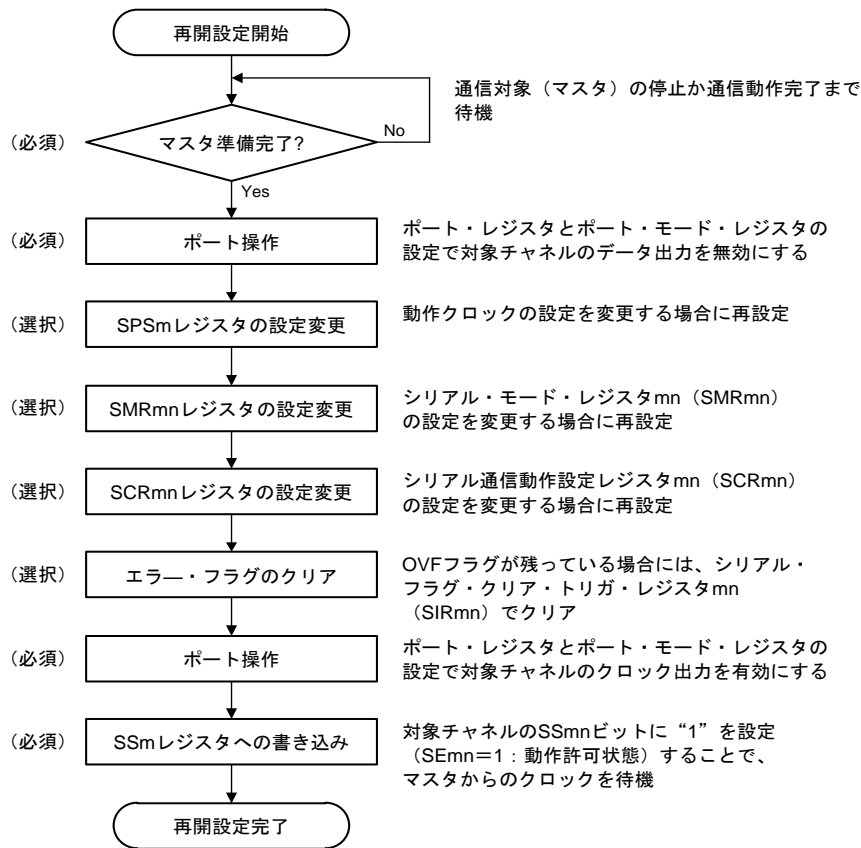 再開設定開始
通信対象（マスタ）の停止か通信動作完了まで
待機
（必須）
マスタ準備完了?
No
Yes
（必須）
ポート操作
ポート・レジスタとポート・モード・レジスタの
設定で対象チャネルのデータ出力を無効にする
（選択）
SPSmレジスタの設定変更
動作クロックの設定を変更する場合に再設定
（選択）
SMRmnレジスタの設定変更
シリアル・モード・レジスタmn（SMRmn）
の設定を変更する場合に再設定
（選択）
SCRmnレジスタの設定変更
シリアル通信動作設定レジスタmn（SCRmn）
の設定を変更する場合に再設定
（選択）
エラ―・フラグのクリア
OVFフラグが残っている場合には、シリアル・
フラグ・クリア・トリガ・レジスタmn
（SIRmn）でクリア
（必須）
ポート操作
ポート・レジスタとポート・モード・レジスタの
設定で対象チャネルのクロック出力を有効にする
（必須）
SSmレジスタへの書き込み
対象チャネルのSSmnビットに“1”を設定
（SEmn＝1：動作許可状態）することで、
マスタからのクロックを待機
再開設定完了